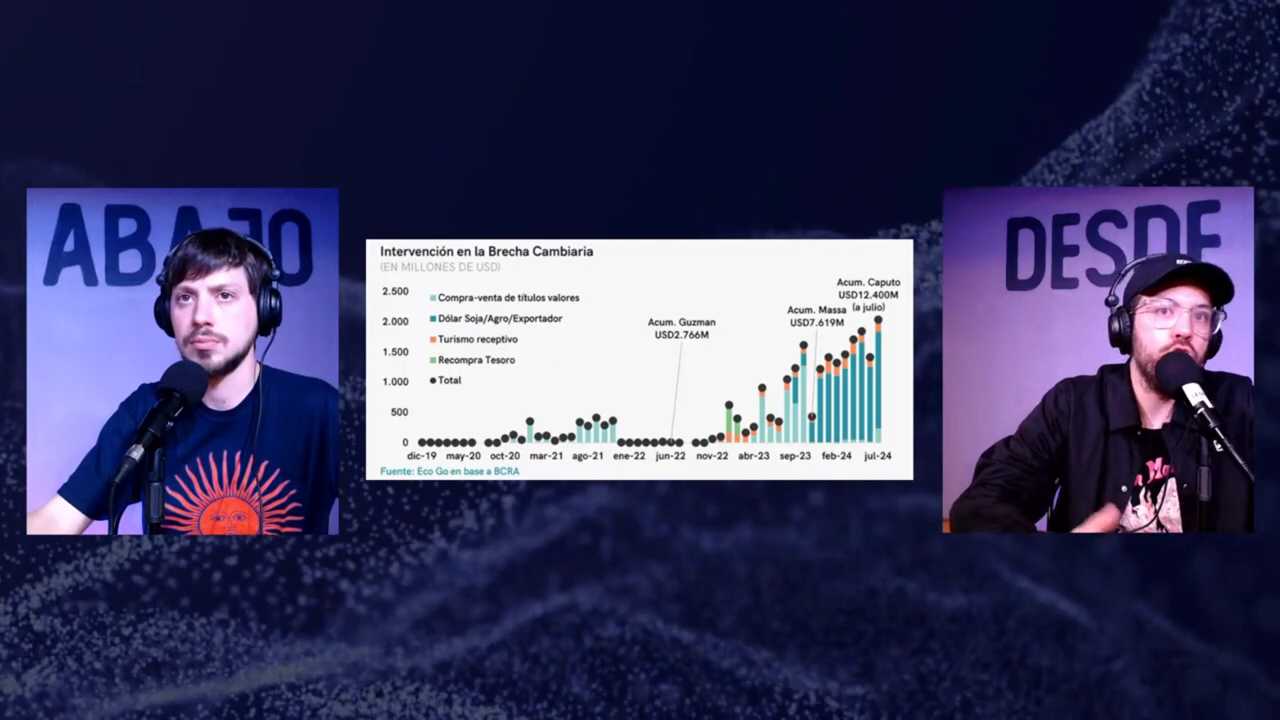 ABAJO
Intervención en la Brecha Cambiaria
(EN MILLONES DE USD)
2.500
2.000
1.500
1.000
500
0
Compra-venta de títulos valores
Dólar Soja/Agro/Exportador
Turismo receptivo
Recompra Tesoro
Total
Acum. Guzman
USD2.766M
Acum. Massa
USD7.619M
Acum. Caputo
USD12.400M
(a julio)
dic-19 may-20 oct-20 mar-21 ago-21 ene-22 jun-22 nov-22 abr-23 sep-23 feb-24 jul-24
Fuente: Eco Go en base a BCRA
DESDE